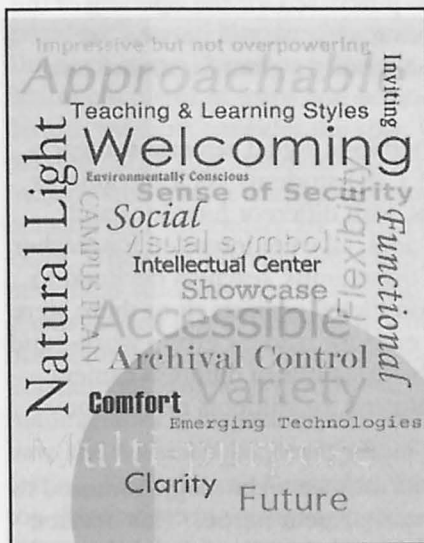 Impressive but not overpowering
Approachable
Inviting
Teaching & Learning Styles
Welcoming
Environmentally Conscious
Sense of Security
Natural Light
CAMPUS PLAN
Social
Visual symbol
Flexibility
Functional
Intellectual Center
Showcase
Accessible
Archival Control
Variety
Comfort
Emerging Technologies
Multi-purpose
Clarity
Future